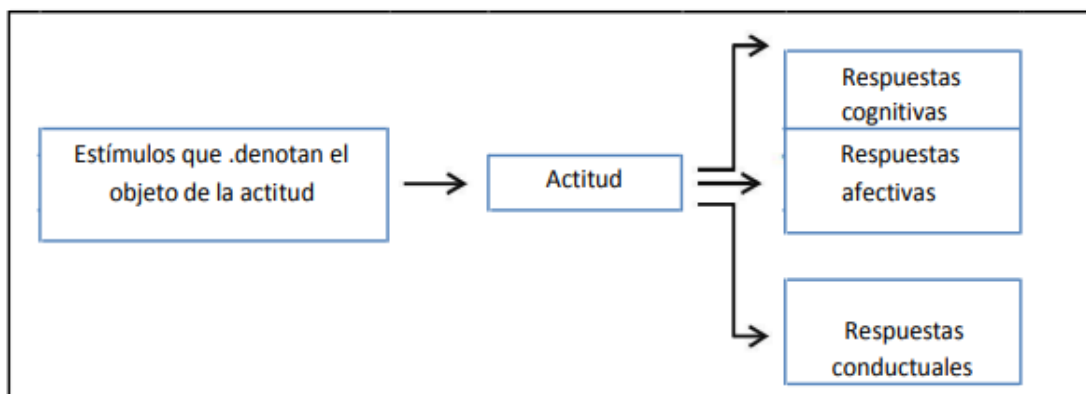 Estímulos que .denotan el
objeto de la actitud
Actitud
Respuestas
cognitivas
Respuestas
afectivas
Respuestas
conductuales